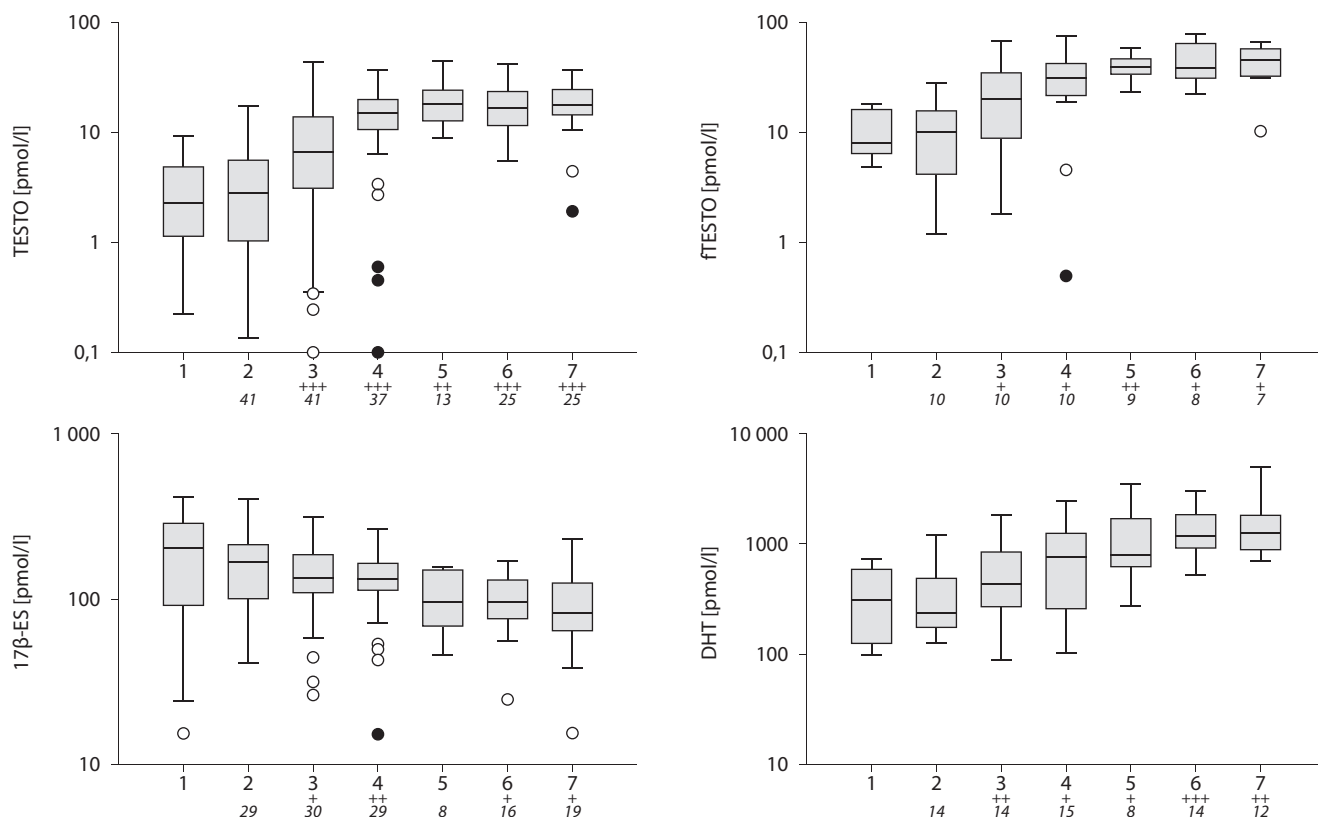 100
10
1
0,1
TESTO [pmol/l]
1 2 3 4 5 6 7
+++ +++ ++ +++ +++
41 41 37 13 25 25
100
10
1
0,1
fTESTO [pmol/l]
1 2 3 4 5 6 7
+ + ++ + +
10 10 10 9 8 7
1 000
100
10
17β-ES [pmol/l]
1 2 3 4 5 6 7
+ ++ + +
29 30 29 8 16 19
10 000
1000
100
10
DHT [pmol/l]
1 2 3 4 5 6 7
++ + + +++ ++
14 14 15 8 14 12